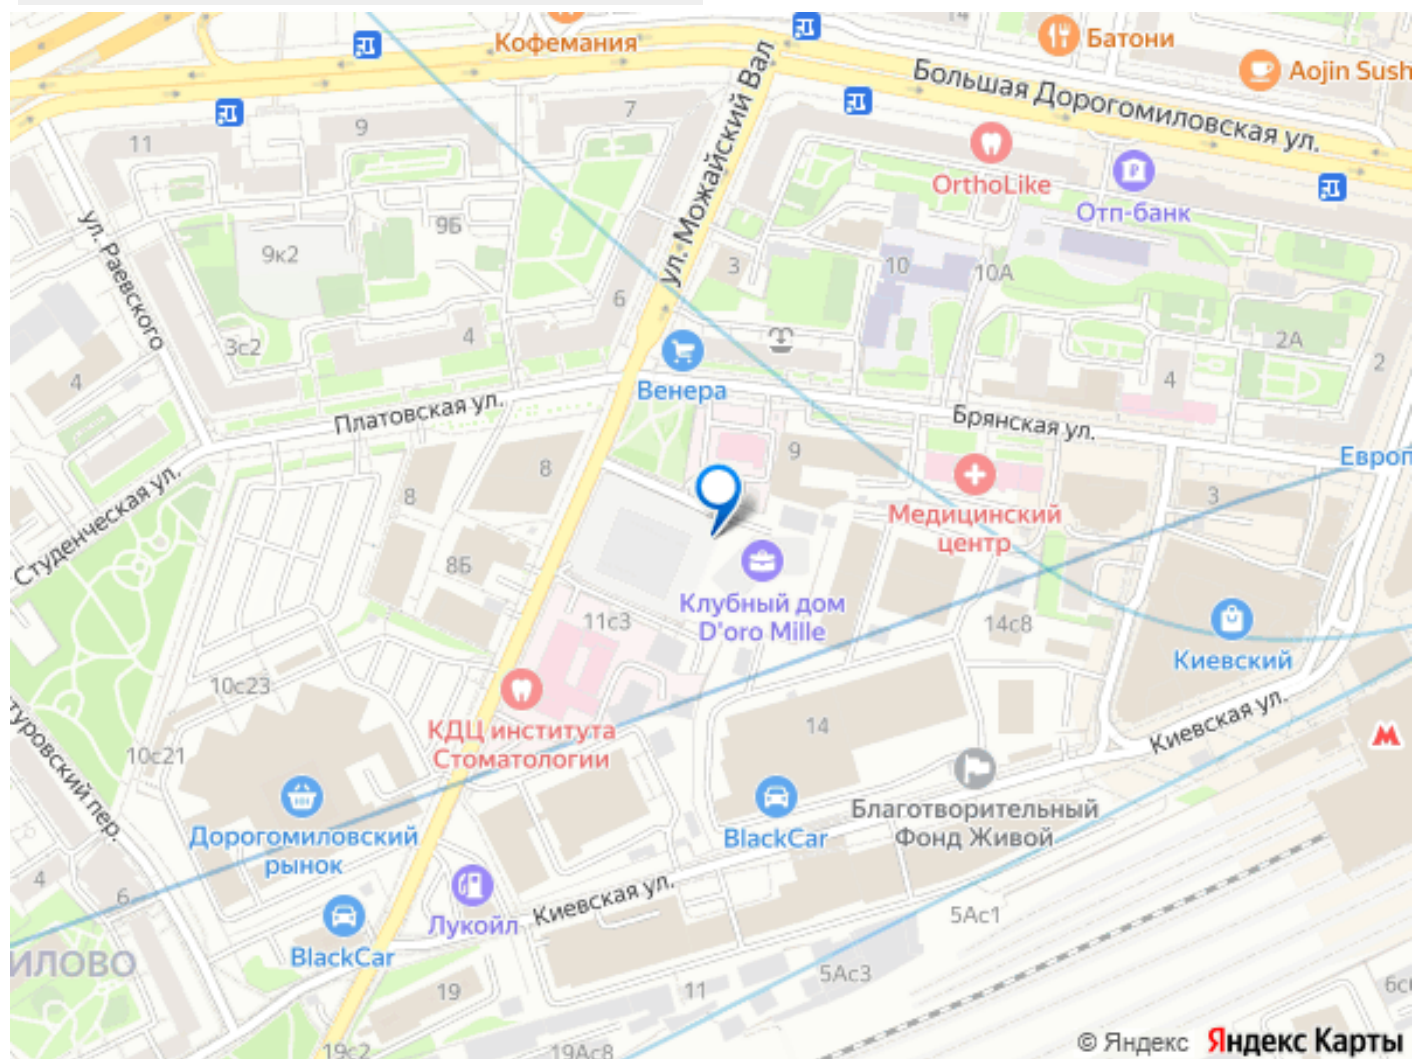 Кофемания
14
Батони
Aojin Sush
Большая Дорогомиловская ул.
ул. Можайский Вал
7
9
11
OrthoLike
Отп-банк
ул. Раевского
9Б
9к2
3
10
10А
6
3с2
4
2А
2
4
4
Венера
Платовская ул.
Брянская ул.
Европ
8
9
8
3
Студенческая ул.
Медицинский
центр
8Б
Клубный дом
D'oro Mille
11с3
14с8
Киевский
10с23
туровский пер.
КДЦ института
Стоматологии
14
Киевская ул.
10с21
Благотворительный
Фонд Живой
Дорогомиловский
рынок
BlackCar
4
6
Киевская ул.
Лукойл
5Ас1
BlackCar
ИЛОВО
5Ас3
19
11
6с
19с2
19Ас8
© Яндекс Яндекс Карты